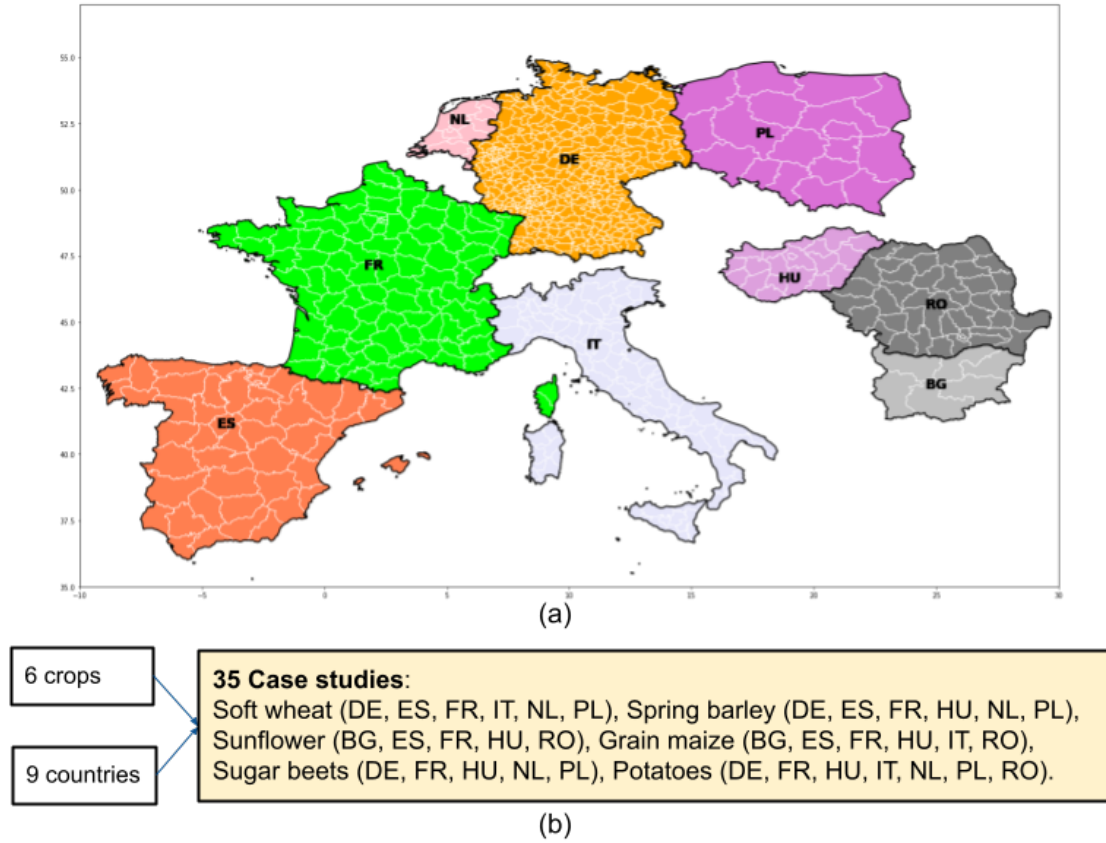 55.0
52.5
50.0
47.5
45.0
42.5
40.0
37.5
35.0
NL
DE
PL
FR
HU
RO
IT
BG
ES
−10
−5
0
5
10
15
20
25
30
(a)
6 crops
9 countries
35 Case studies:
Soft wheat (DE, ES, FR, IT, NL, PL), Spring barley (DE, ES, FR, HU, NL, PL),
Sunflower (BG, ES, FR, HU, RO), Grain maize (BG, ES, FR, HU, IT, RO),
Sugar beets (DE, FR, HU, NL, PL), Potatoes (DE, FR, HU, IT, NL, PL, RO).
(b)